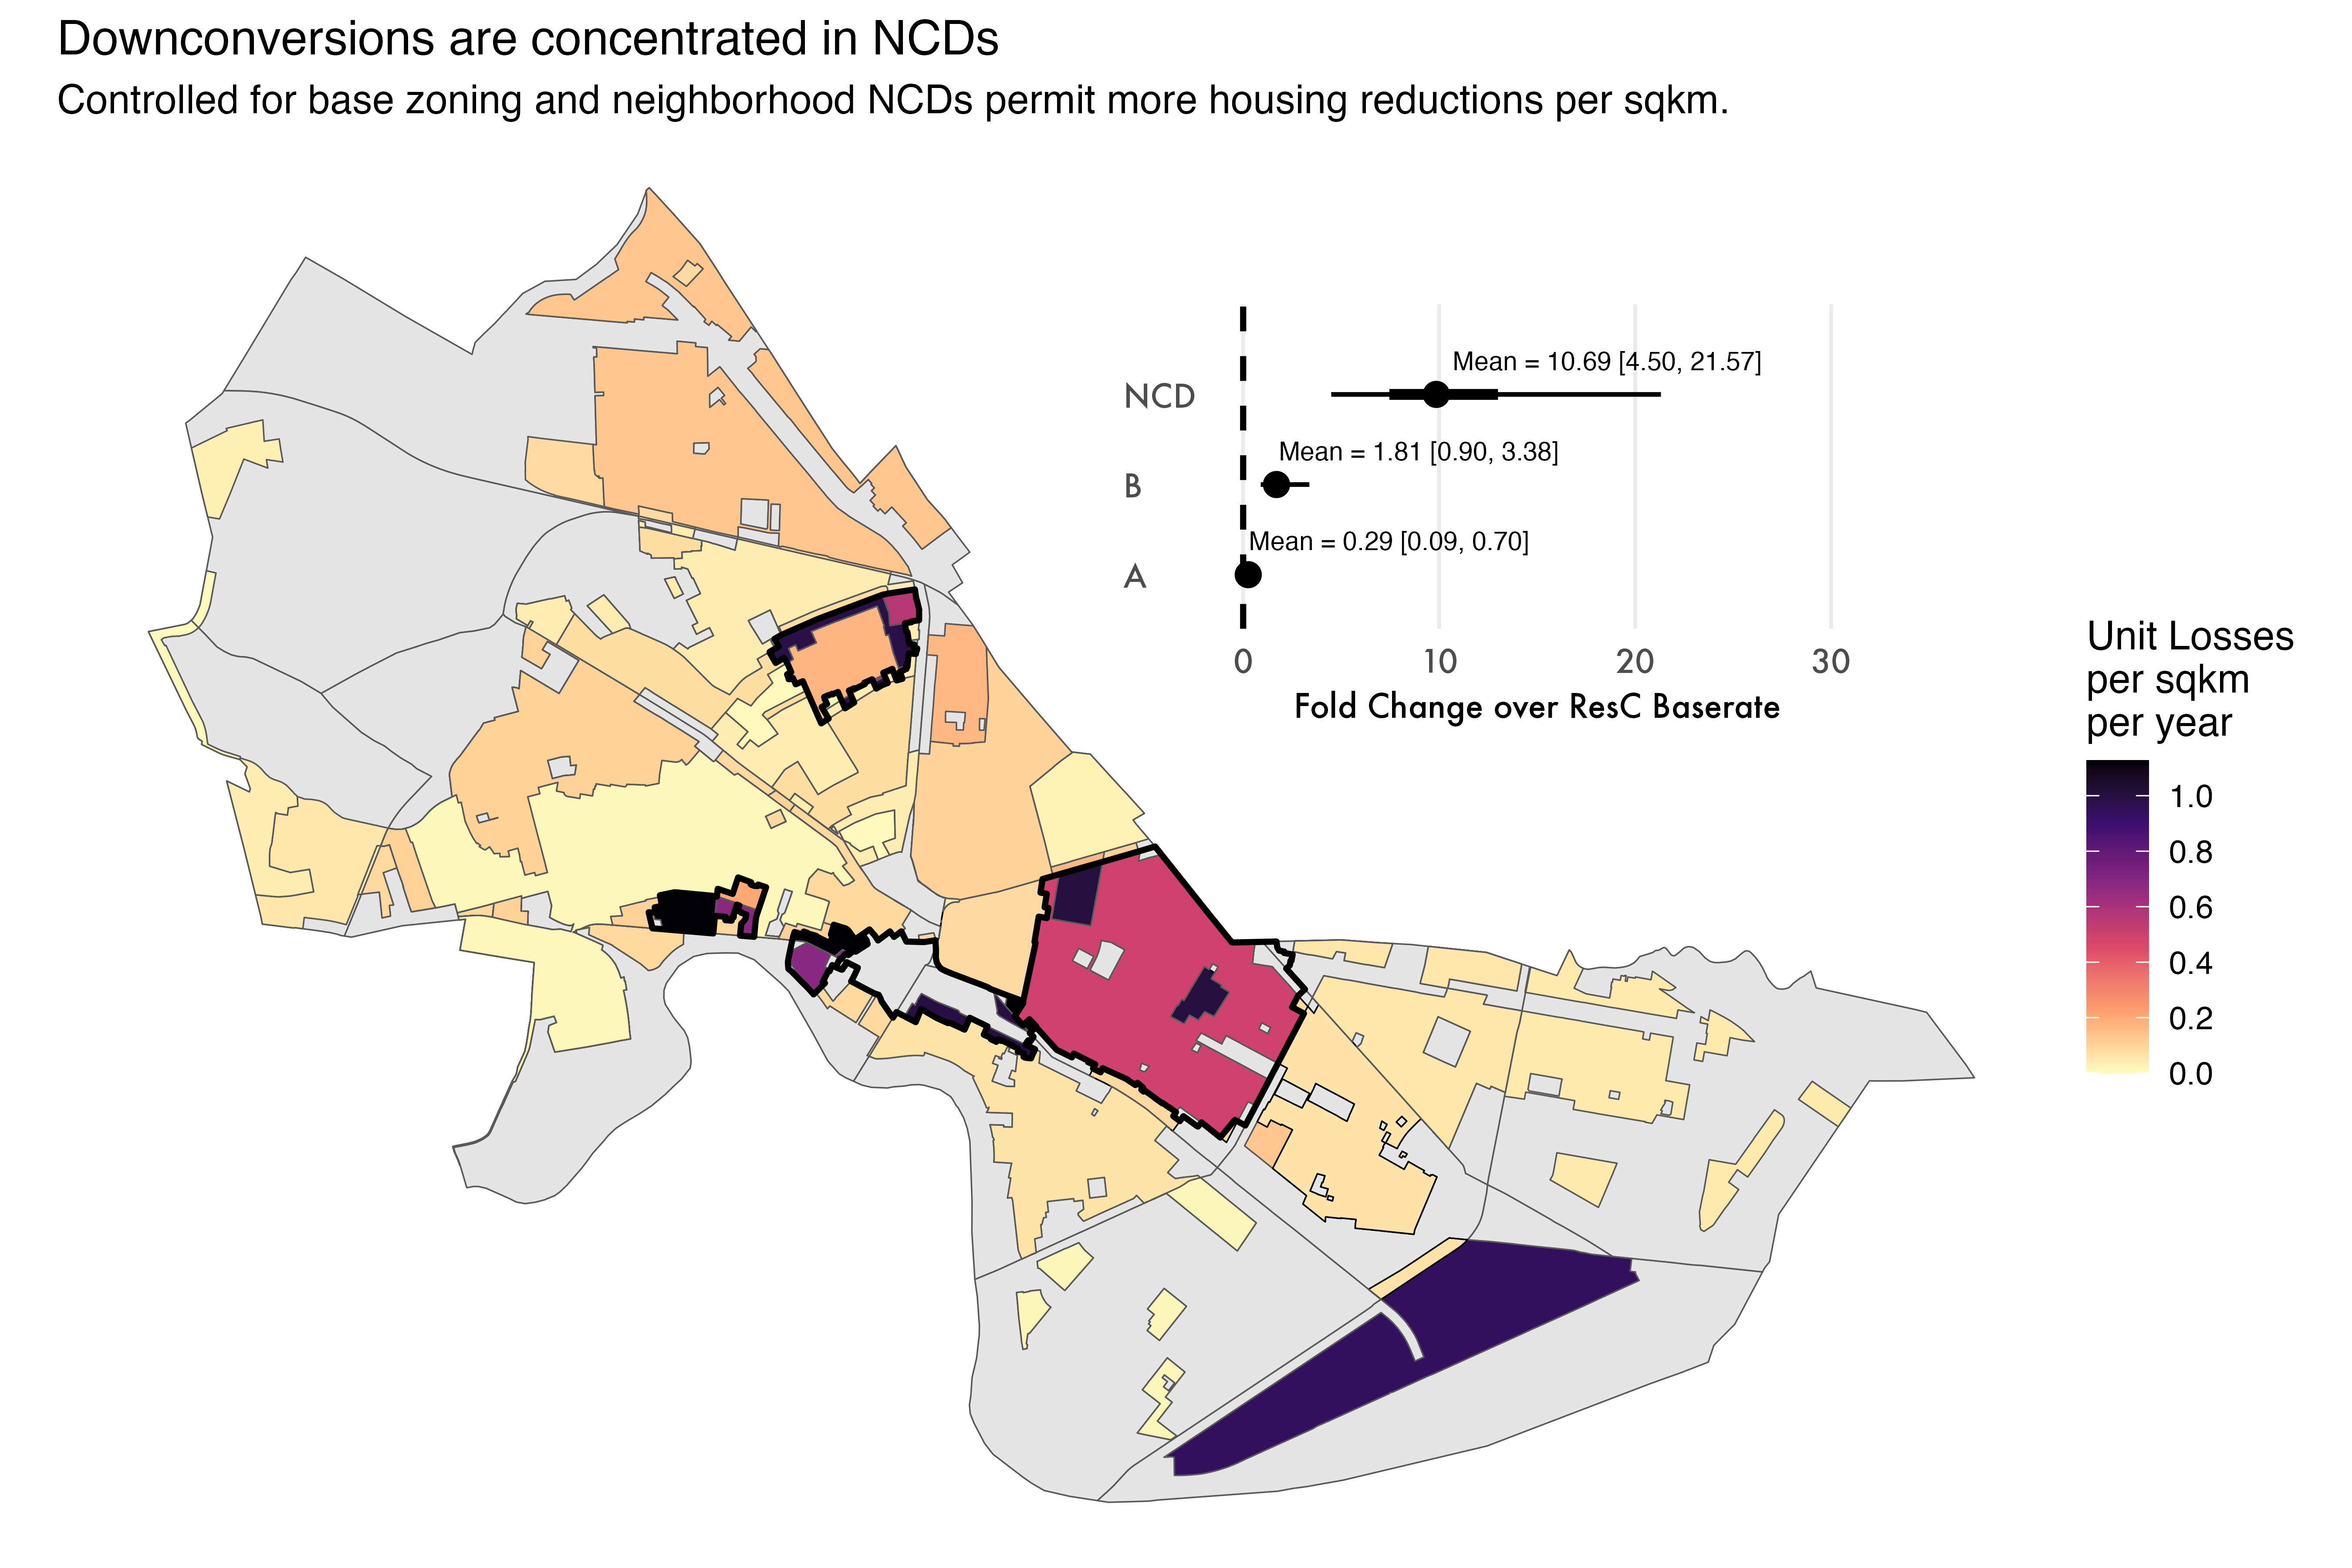 Downconversions are concentrated in NCDs
Controlled for base zoning and neighborhood NCDs permit more housing reductions per sqkm.
Mean = 10.69 [4.50, 21.57]
NCD
Mean = 1.81 [0.90, 3.38]
B
Mean = 0.29 [0.09, 0.70]
A
0 10 20 30
Fold Change over ResC Baserate
Unit Losses
per sqkm
per year
1.0
0.8
0.6
0.4
0.2
0.0